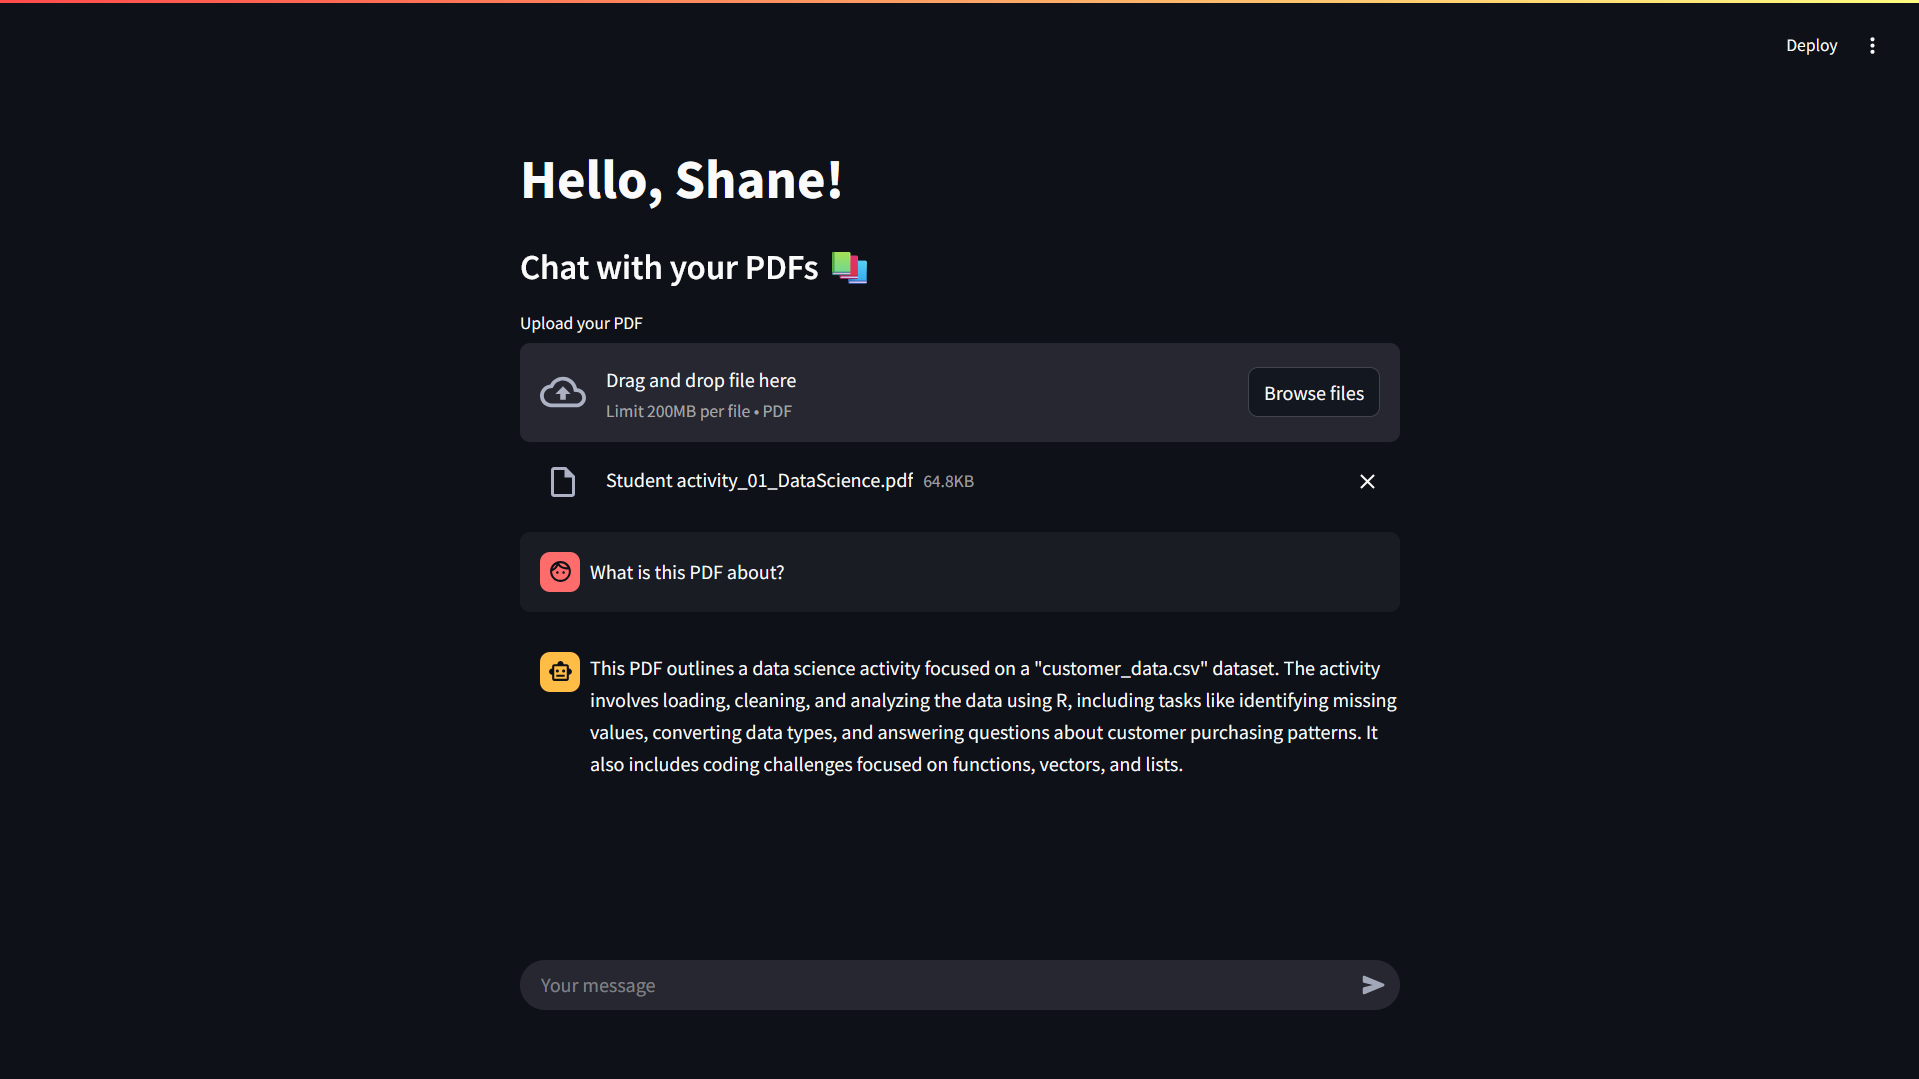 Deploy
Hello, Shane!
Chat with your PDFs
Upload your PDF
Drag and drop file here
Limit 200MB per file • PDF
Browse files
Student activity_01_DataScience.pdf 64.8KB
What is this PDF about?
This PDF outlines a data science activity focused on a "customer_data.csv" dataset. The activity
involves loading, cleaning, and analyzing the data using R, including tasks like identifying missing
values, converting data types, and answering questions about customer purchasing patterns. It
also includes coding challenges focused on functions, vectors, and lists.
Your message